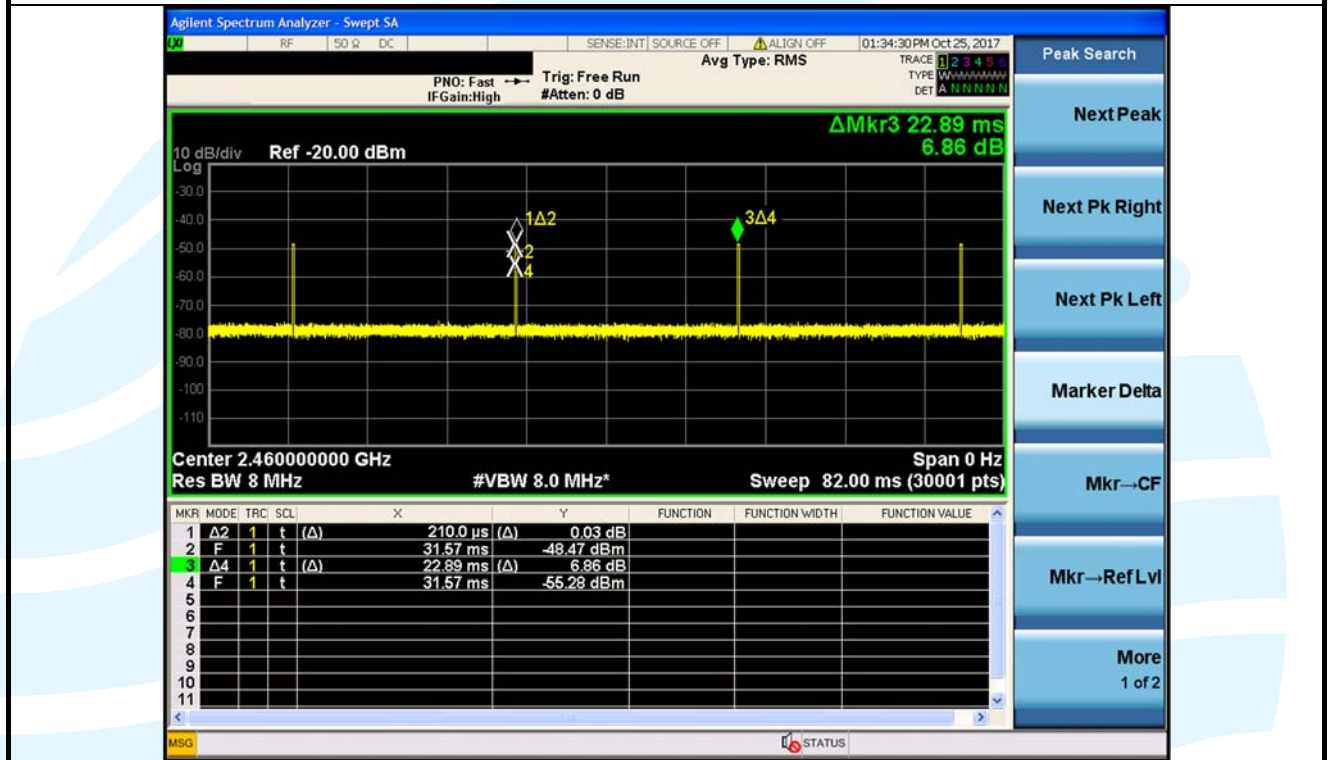 Agilent Spectrum Analyzer - Swept SA
LXI RF 50 Ω DC SENSE:INT SOURCE OFF ALIGN OFF 01:34:30 PM Oct 25, 2017
Avg Type: RMS
TRACE 1 2 3 4 5 6
PNO: Fast Trig: Free Run
TYPE WWWWWW
IFGain:High #Atten: 0 dB
DET A N N N N N
ΔMkr3 22.89 ms
6.86 dB
10 dB/div Ref -20.00 dBm
Log
-30.0
-40.0
-50.0
-60.0
-70.0
-80.0
-90.0
-100
-110
1Δ2
2
4
3Δ4
Center 2.460000000 GHz Span 0 Hz
Res BW 8 MHz #VBW 8.0 MHz* Sweep 82.00 ms (30001 pts)
MKR MODE TRC SCL X Y FUNCTION FUNCTION WIDTH FUNCTION VALUE
1 Δ2 1 t (Δ) 210.0 µs (Δ) 0.03 dB
2 F 1 t 31.57 ms -48.47 dBm
3 Δ4 1 t (Δ) 22.89 ms (Δ) 6.86 dB
4 F 1 t 31.57 ms -55.28 dBm
5
6
7
8
9
10
11
MSG STATUS
Peak Search
Next Peak
Next Pk Right
Next Pk Left
Marker Delta
Mkr→CF
Mkr→Ref Lvl
More
1 of 2